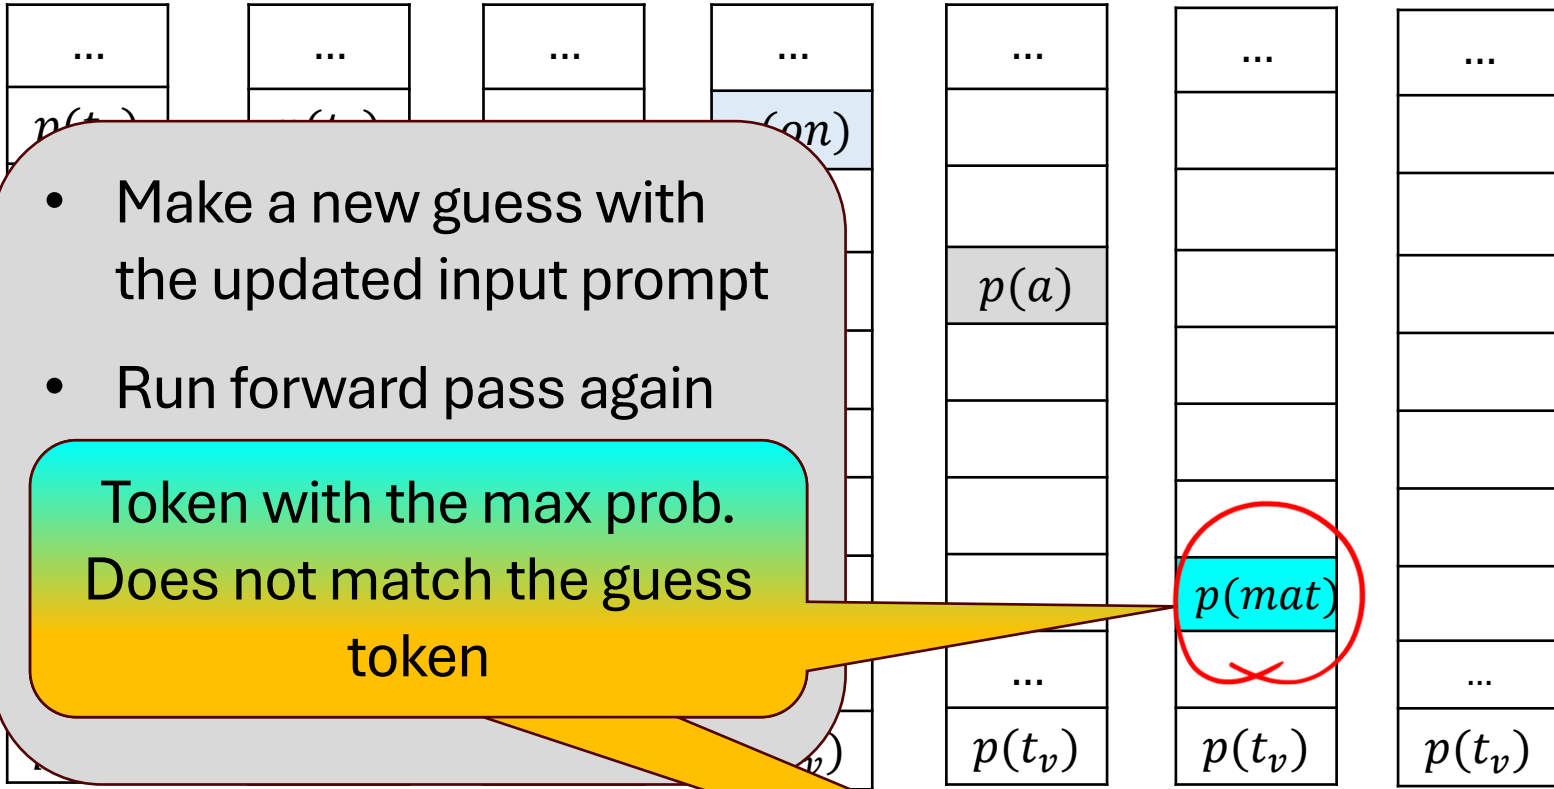 ... ... ... ... ... ... ...
(on)
• Make a new guess with
the updated input prompt
p(a)
• Run forward pass again
Token with the max prob.
Does not match the guess
token
p(mat)
... ...
p(t_v) p(t_v) p(t_v)